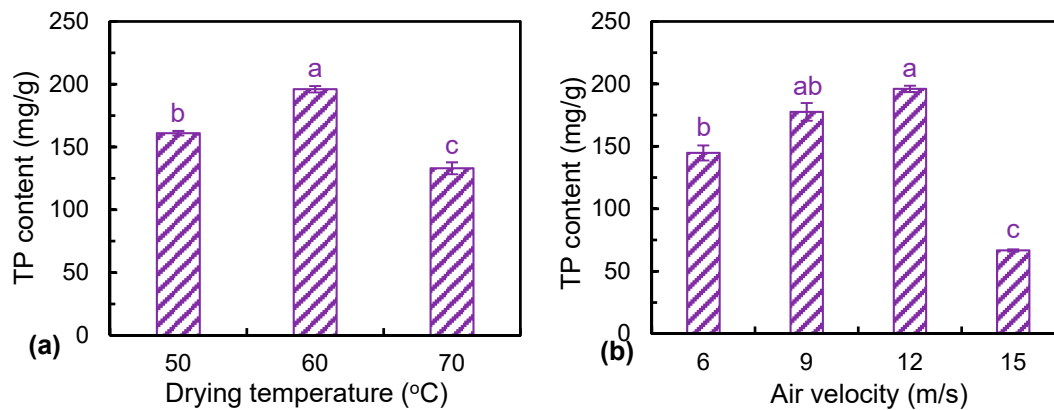 250
200
150
100
50
0
TP content (mg/g)
b
a
c
50 60 70
(a)
Drying temperature (°C)
250
200
150
100
50
0
TP content (mg/g)
b
ab
a
c
6 9 12 15
(b)
Air velocity (m/s)